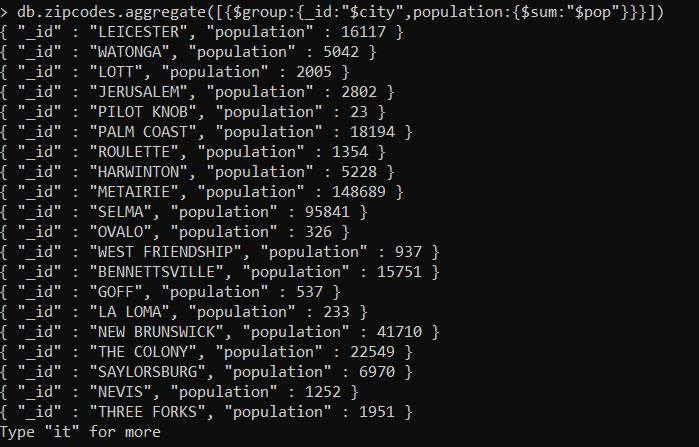 > db.zipcodes.aggregate([{$group:{_id:"$city",population:{$sum:"$pop"}}}])
{ "_id" : "LEICESTER", "population" : 16117 }
{ "_id" : "WATONGA", "population" : 5042 }
{ "_id" : "LOTT", "population" : 2005 }
{ "_id" : "JERUSALEM", "population" : 2802 }
{ "_id" : "PILOT KNOB", "population" : 23 }
{ "_id" : "PALM COAST", "population" : 18194 }
{ "_id" : "ROULETTE", "population" : 1354 }
{ "_id" : "HARWINTON", "population" : 5228 }
{ "_id" : "METAIRIE", "population" : 148689 }
{ "_id" : "SELMA", "population" : 95841 }
{ "_id" : "OVALO", "population" : 326 }
{ "_id" : "WEST FRIENDSHIP", "population" : 937 }
{ "_id" : "BENNETTSVILLE", "population" : 15751 }
{ "_id" : "GOFF", "population" : 537 }
{ "_id" : "LA LOMA", "population" : 233 }
{ "_id" : "NEW BRUNSWICK", "population" : 41710 }
{ "_id" : "THE COLONY", "population" : 22549 }
{ "_id" : "SAYLORSBURG", "population" : 6970 }
{ "_id" : "NEVIS", "population" : 1252 }
{ "_id" : "THREE FORKS", "population" : 1951 }
Type "it" for more